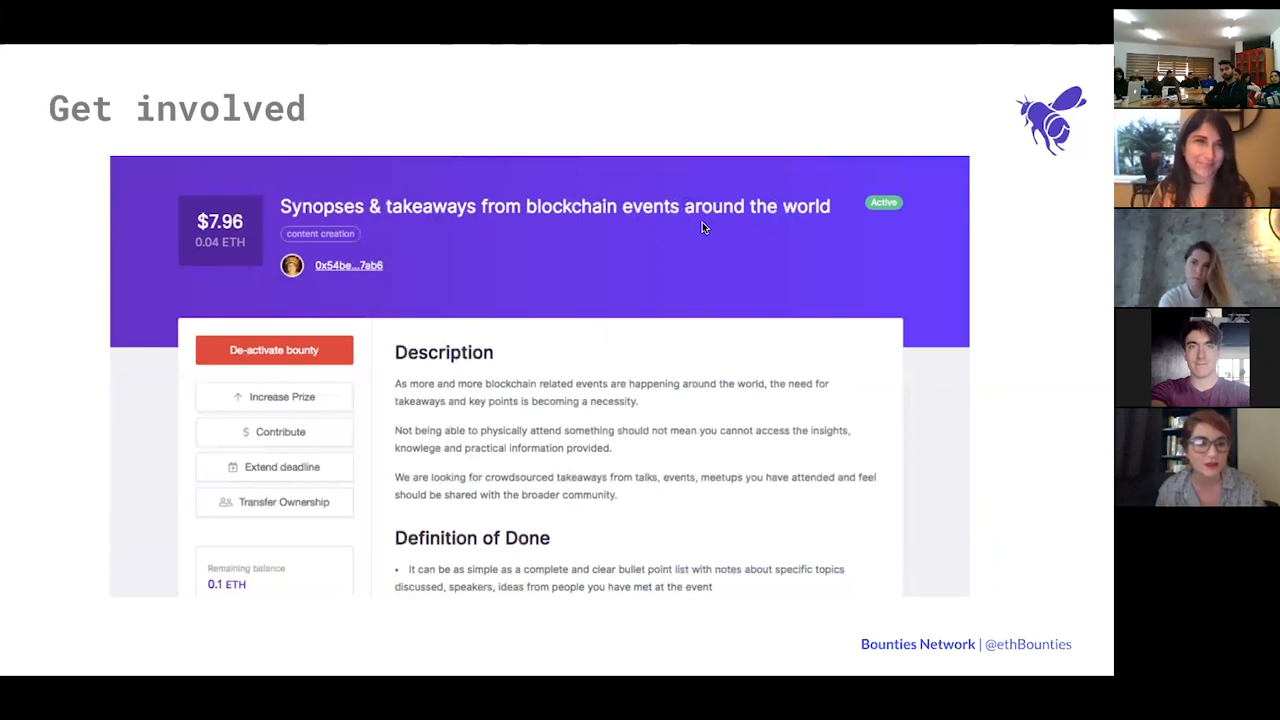 Get involved
$7.96
0.04 ETH
Synopses & takeaways from blockchain events around the world
Active
content creation
0x54be...7ab6
De-activate bounty
Increase Prize
Contribute
Extend deadline
Transfer Ownership
Remaining balance
0.1 ETH
Description
As more and more blockchain related events are happening around the world, the need for
takeaways and key points is becoming a necessity.
Not being able to physically attend something should not mean you cannot access the insights,
knowlege and practical information provided.
We are looking for crowdsourced takeaways from talks, events, meetups you have attended and feel
should be shared with the broader community.
Definition of Done
• It can be as simple as a complete and clear bullet point list with notes about specific topics
discussed, speakers, ideas from people you have met at the event
Bounties Network | @ethBounties